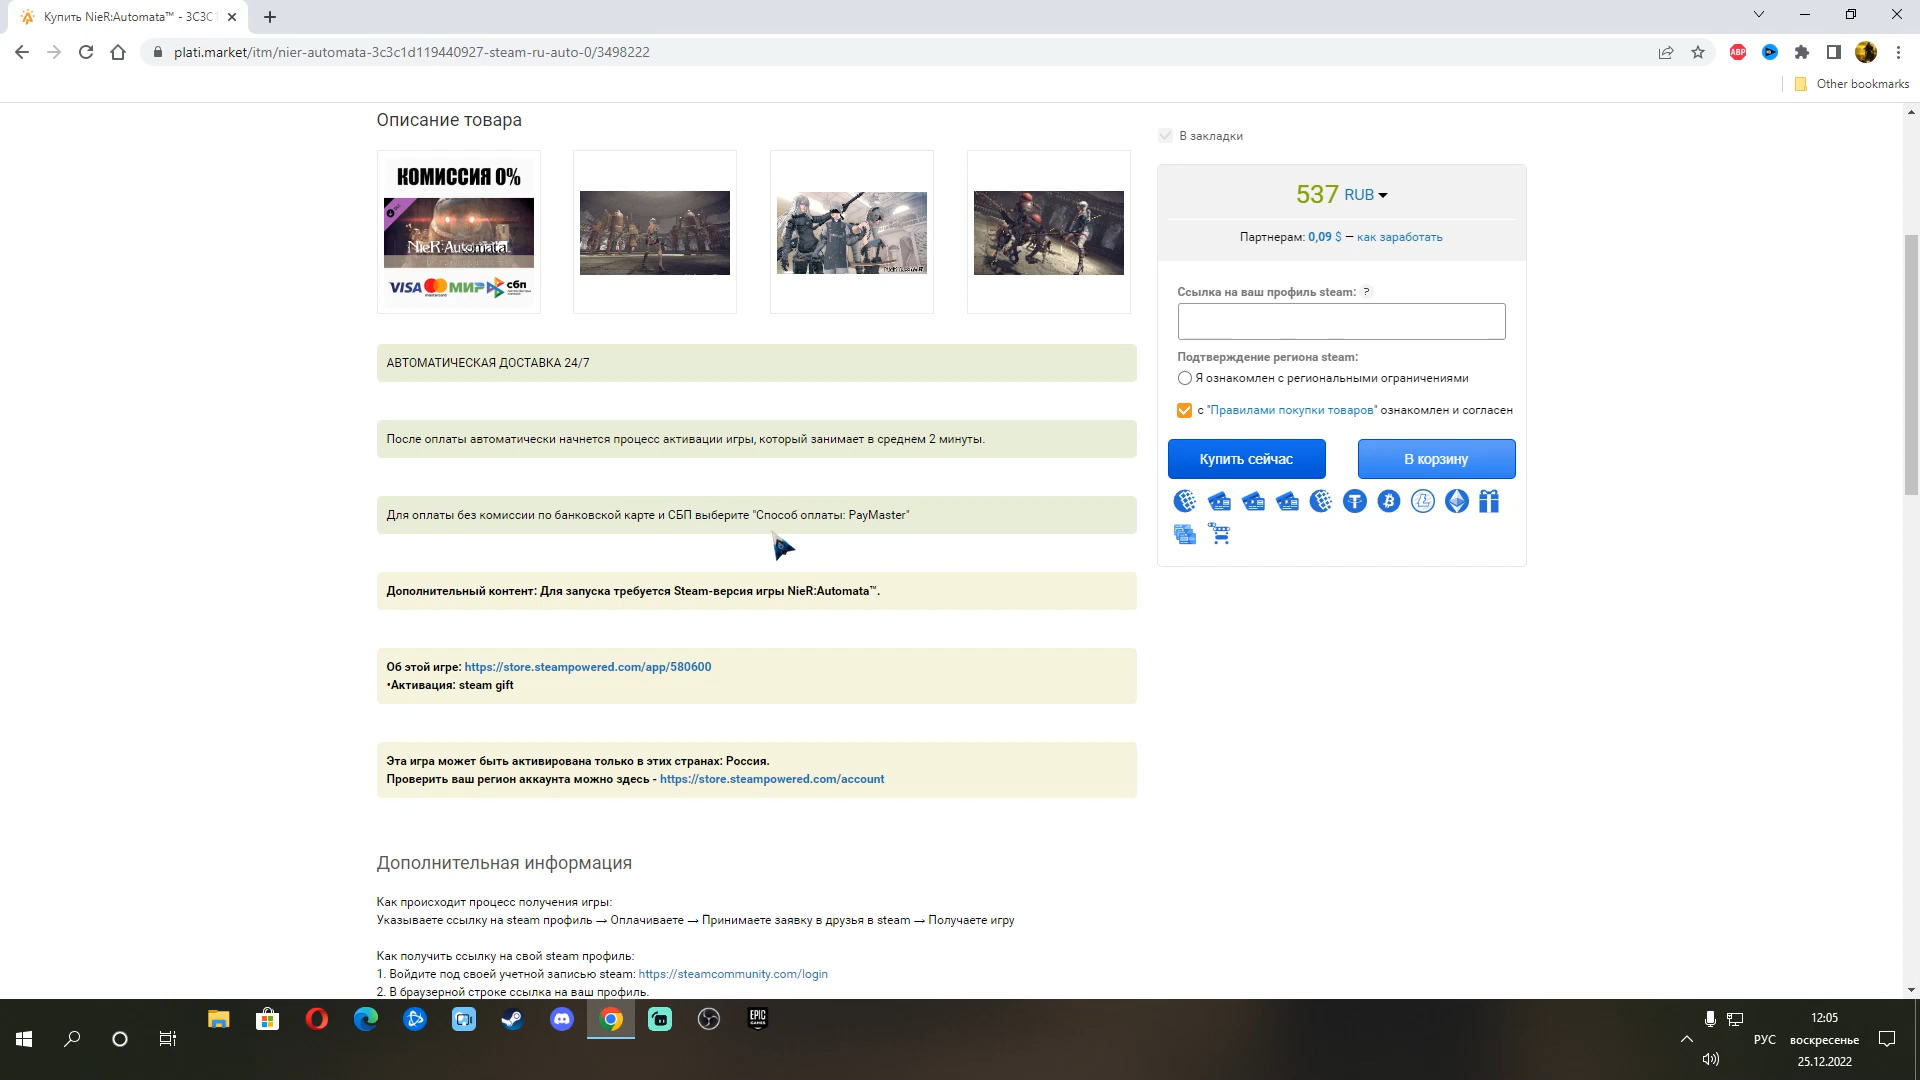 Купить NieR:Automata™ - 3C3C1
plati.market/itm/nier-automata-3c3c1d119440927-steam-ru-auto-0/3498222
ABP
Other bookmarks
Описание товара
В закладки
КОМИССИЯ 0%
NieR:Automata
VISA mastercard МИР сбп
537 RUB
Партнерам: 0,09 $ — как заработать
Ссылка на ваш профиль steam: ?
Подтверждение региона steam:
Я ознакомлен с региональными ограничениями
с "Правилами покупки товаров" ознакомлен и согласен
Купить сейчас
В корзину
АВТОМАТИЧЕСКАЯ ДОСТАВКА 24/7
После оплаты автоматически начнется процесс активации игры, который занимает в среднем 2 минуты.
Для оплаты без комиссии по банковской карте и СБП выберите "Способ оплаты: PayMaster"
Дополнительный контент: Для запуска требуется Steam-версия игры NieR:Automata™.
Об этой игре: https://store.steampowered.com/app/580600
•Активация: steam gift
Эта игра может быть активирована только в этих странах: Россия.
Проверить ваш регион аккаунта можно здесь - https://store.steampowered.com/account
Дополнительная информация
Как происходит процесс получения игры:
Указываете ссылку на steam профиль → Оплачиваете → Принимаете заявку в друзья в steam → Получаете игру
Как получить ссылку на свой steam профиль:
1. Войдите под своей учетной записью steam: https://steamcommunity.com/login
2. В браузерной строке ссылка на ваш профиль.
EPIC GAMES
12:05
РУС
воскресенье
25.12.2022